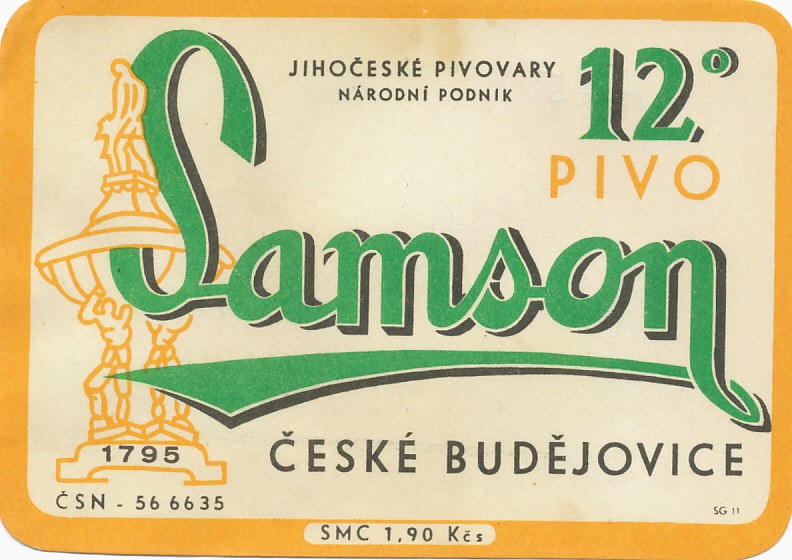 JIHOČESKÉ PIVOVARY
NÁRODNÍ PODNIK
12°
PIVO
Samson
1795
ČESKÉ BUDĚJOVICE
ČSN - 56 6635
SG 11
SMC 1,90 Kčs